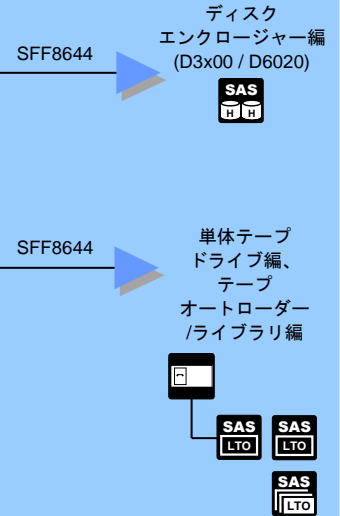 SFF8644
ディスク
エンクロージャー編
(D3x00 / D6020)
SAS
H H
SFF8644
単体テープ
ドライブ編、
テープ
オートローダー
/ライブラリ編
SAS
LTO
SAS
LTO
SAS
LTO